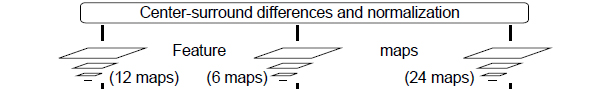 Center-surround differences and normalization
Feature maps
(12 maps) (6 maps) (24 maps)